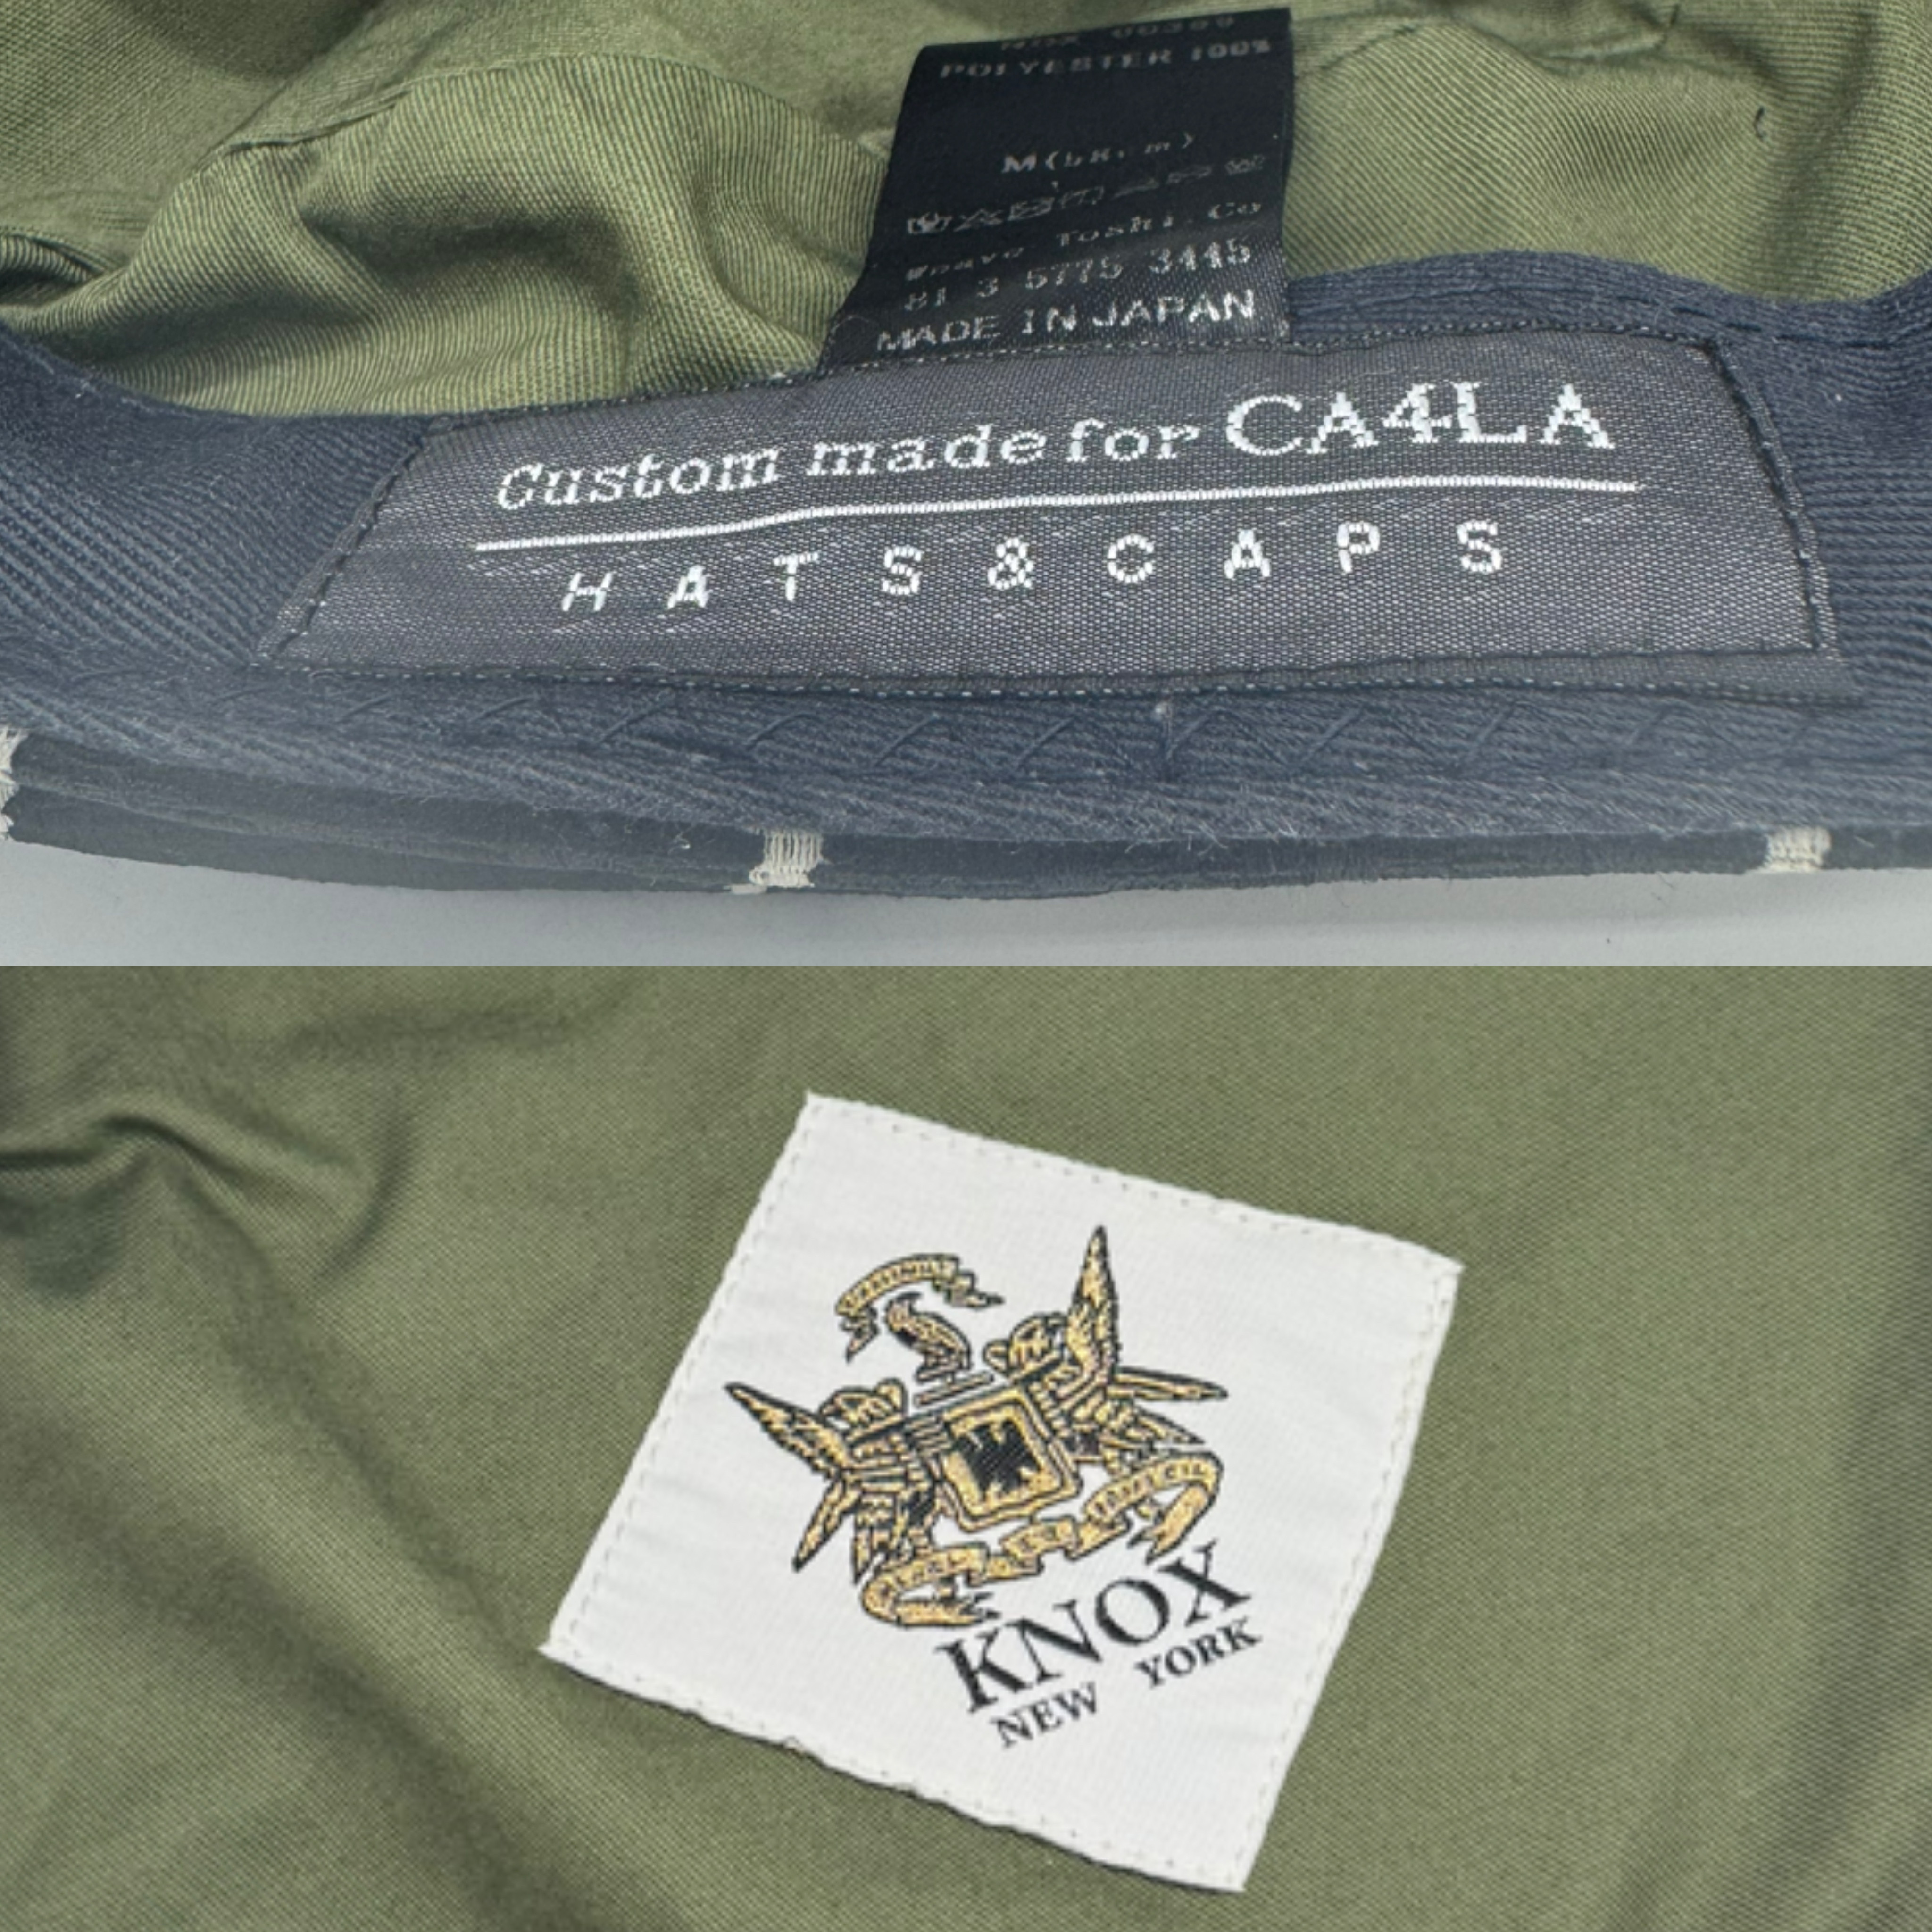 POLYESTER 100%
M
Weave Toshi. Co
81 3 5775 3445
MADE IN JAPAN
Custom made for CA4LA
HATS&CAPS
KNOX
NEW YORK